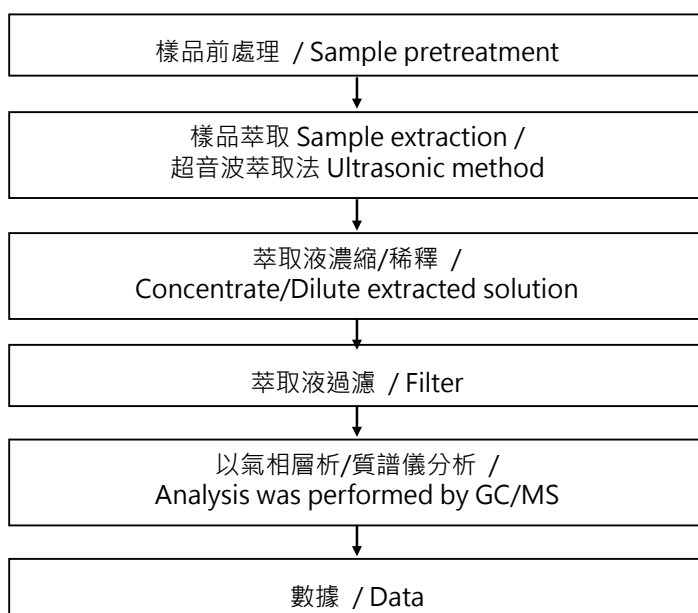 樣品前處理 / Sample pretreatment
樣品萃取 Sample extraction /
超音波萃取法 Ultrasonic method
萃取液濃縮/稀釋 /
Concentrate/Dilute extracted solution
萃取液過濾 / Filter
以氣相層析/質譜儀分析 /
Analysis was performed by GC/MS
數據 / Data